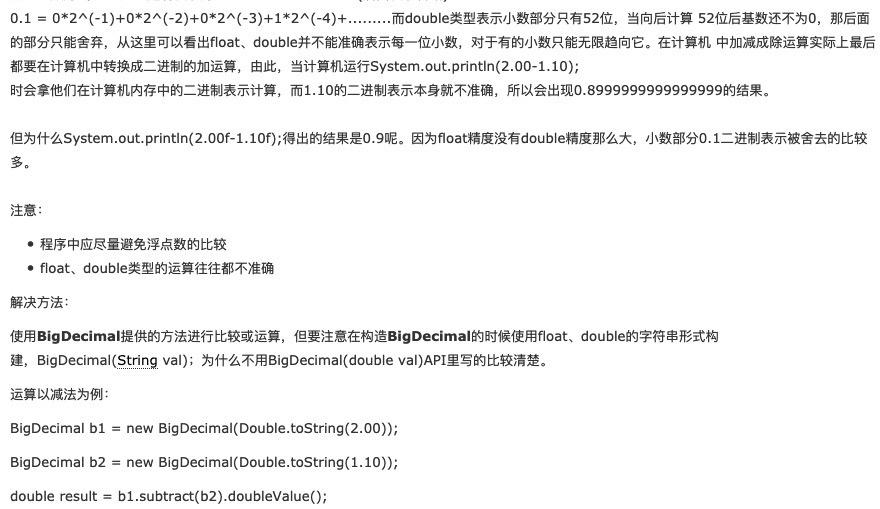 0.1 = 0*2^(-1)+0*2^(-2)+0*2^(-3)+1*2^(-4)+.........而double类型表示小数部分只有52位，当向后计算 52位后基数还不为0，那后面
的部分只能舍弃，从这里可以看出float、double并不能准确表示每一位小数，对于有的小数只能无限趋向它。在计算机 中加减成除运算实际上最后
都要在计算机中转换成二进制的加运算，由此，当计算机运行System.out.println(2.00-1.10);
时会拿他们在计算机内存中的二进制表示计算，而1.10的二进制表示本身就不准确，所以会出现0.8999999999999999的结果。
但为什么System.out.println(2.00f-1.10f);得出的结果是0.9呢。因为float精度没有double精度那么大，小数部分0.1二进制表示被舍去的比较
多。
注意：
• 程序中应尽量避免浮点数的比较
• float、double类型的运算往往都不准确
解决方法：
使用BigDecimal提供的方法进行比较或运算，但要注意在构造BigDecimal的时候使用float、double的字符串形式构
建，BigDecimal(String val)；为什么不用BigDecimal(double val)API里写的比较清楚。
运算以减法为例：
BigDecimal b1 = new BigDecimal(Double.toString(2.00));
BigDecimal b2 = new BigDecimal(Double.toString(1.10));
double result = b1.subtract(b2).doubleValue();